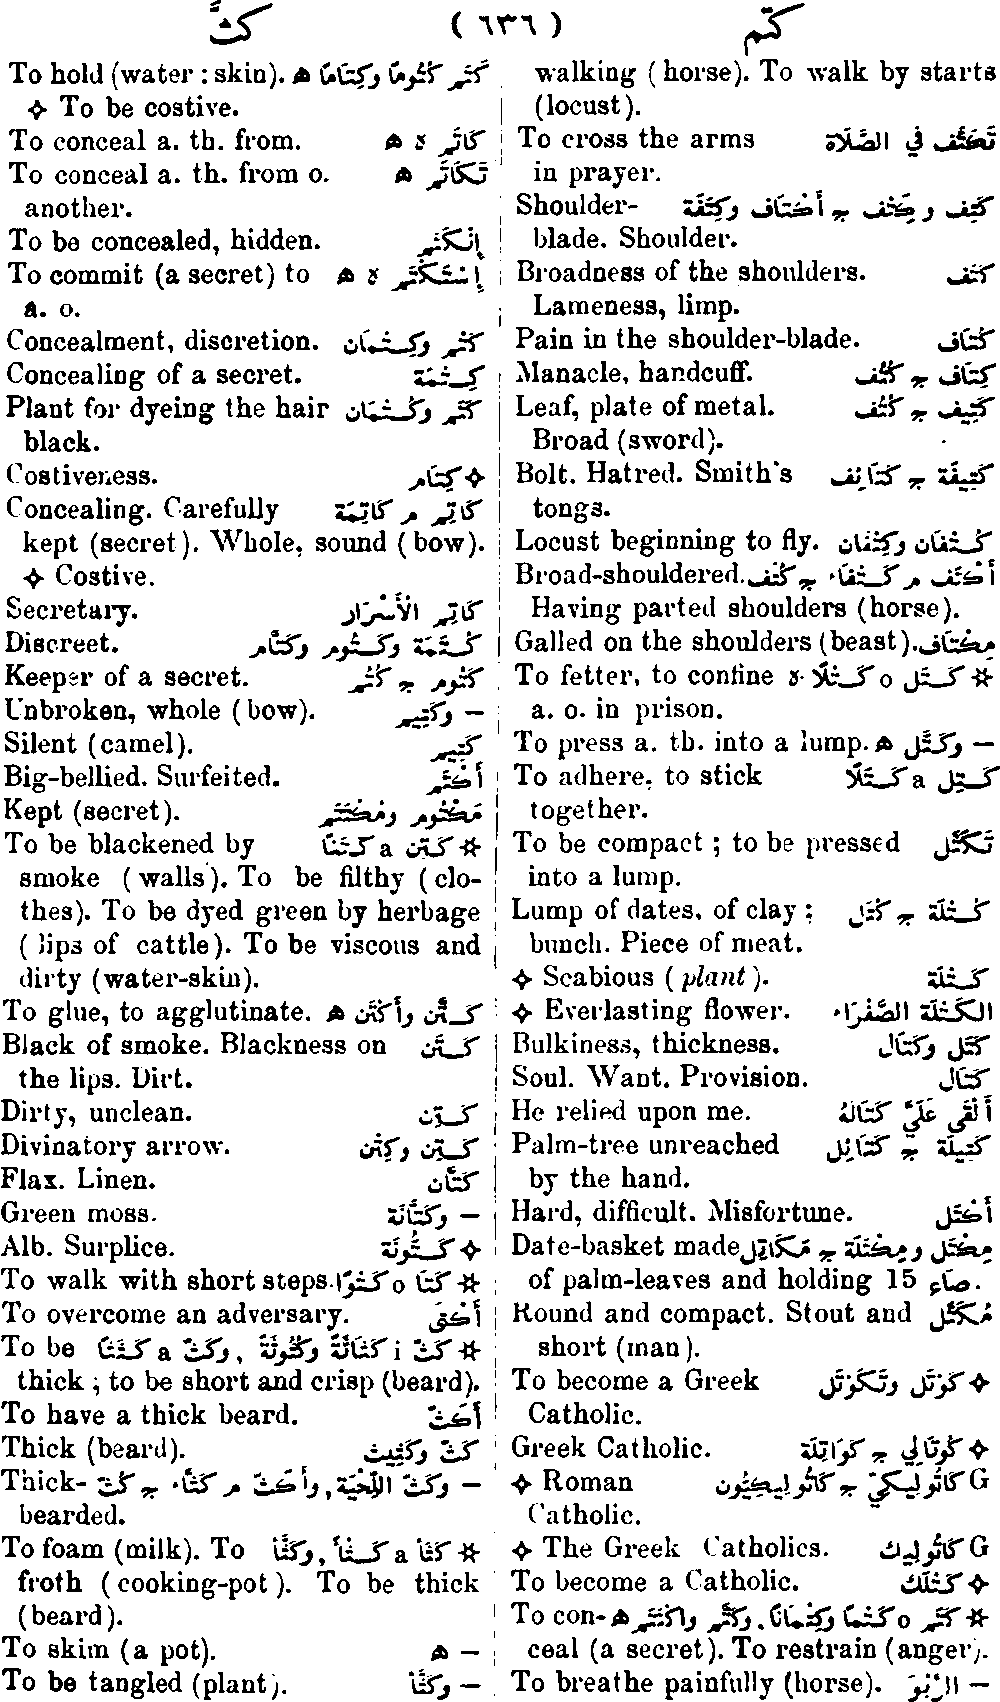 كتم ( ٦٣٦ ) كثّ
walking (horse). To walk by starts
(locust).
To cross the arms تَكَتَّف فِي الصَّلَاة
in prayer.
Shoulder- كَتِف وكِتْف ج أَكْتَاف وكِتَفَة
blade. Shoulder.
Broadness of the shoulders. كَتَف
Lameness, limp.
Pain in the shoulder-blade. كُتَاف
Manacle, handcuff. كِتَاف ج كُتُف
Leaf, plate of metal. كَتِيف ج كُتُف
Broad (sword).
Bolt. Hatred. Smith's كَتِيفَة ج كَتَائِف
tongs.
Locust beginning to fly. كُتْفَان وكِتْفَان
Broad-shouldered. أَكْتَف م كَتْفَاء ج كُتْف
Having parted shoulders (horse).
Galled on the shoulders (beast). مِكْتَاف
To fetter, to confine ✲ كَتَل o كَتْلًا ه
a. o. in prison.
To press a. th. into a lump. — وكَتَّل ه
To adhere, to stick كَتِل a كَتَلًا
together.
To be compact ; to be pressed تَكَتَّل
into a lump.
Lump of dates, of clay ; كُتْلَة ج كُتَل
bunch. Piece of meat.
✧ Scabious (plant). كُتْلَة
✧ Everlasting flower. الكُتْلَة الصَّفْرَاء
Bulkiness, thickness. كَتَل وكَتَال
Soul. Want. Provision. كَتَال
He relied upon me. أَلْقَى عَلَيَّ كَتَالَهُ
Palm-tree unreached كَتِيلَة ج كَتَائِل
by the hand.
Hard, difficult. Misfortune. أَكْتَل
Date-basket made مِكْتَل ومِكْتَلَة ج مَكَاتِل
of palm-leaves and holding 15 صاء.
Round and compact. Stout and مُكَتَّل
short (man).
To become a Greek ✧ كَوْتَل وتَكَوْتَل
Catholic.
Greek Catholic. ✧ كُوتَالِي ج كَوَاتِلَة
✧ Roman G كَاثُولِيكِيّ ج كَاثُولِيكِيُّون
Catholic.
✧ The Greek Catholics. G كَاثُولِيك
To become a Catholic. ✧ كَثْلَك
To con- ✲ كَتَم o كَتْمًا وكِتْمَانًا, وكَتَّم واكْتَتَم ه
ceal (a secret). To restrain (anger).
To breathe painfully (horse). — الرَّبْوَ
To hold (water : skin). كَتَم كُتُومًا وكِتَامًا ه
✧ To be costive.
To conceal a. th. from. كَاتَم ه ه
To conceal a. th. from o. تَكَاتَم ه
another.
To be concealed, hidden. إِنْكَتَم
To commit (a secret) to إِسْتَكْتَم ه ه
a. o.
Concealment, discretion. كَتْم وكِتْمَان
Concealing of a secret. كِتْمَة
Plant for dyeing the hair كَتَم وكُتْمَان
black.
Costiveness. ✧ كِتَام
Concealing. Carefully كَاتِم م كَاتِمَة
kept (secret). Whole, sound (bow).
✧ Costive.
Secretary. كَاتِم الأَسْرَار
Discreet. كُتَمَة وكَتُوم وكَتَّام
Keeper of a secret. كَتُوم ج كُتُم
Unbroken, whole (bow). — وكَتِيم
Silent (camel). كَتِيم
Big-bellied. Surfeited. أَكْتَم
Kept (secret). مَكْتُوم ومُكْتَتَم
To be blackened by ✲ كَتِن a كَتَنًا
smoke (walls). To be filthy (clo-
thes). To be dyed green by herbage
(lips of cattle). To be viscous and
dirty (water-skin).
To glue, to agglutinate. كَتَّن وأَكْتَن ه
Black of smoke. Blackness on كَتَن
the lips. Dirt.
Dirty, unclean. كَتِن
Divinatory arrow. كَتِن وكِتْن
Flax. Linen. كَتَّان
Green moss. — وكَتَّانَة
Alb. Surplice. ✧ كَتُّونَة
To walk with short steps. ✲ كَتَا o كَتْوًا
To overcome an adversary. أَكْتَى
To be ✲ كَثَّ i كَثَاثَةً وكُثُوثَةً, وكَثَّ a كَثَثًا
thick ; to be short and crisp (beard).
To have a thick beard. أَكَثَّ
Thick (beard). كَثّ وكَثِيث
Thick- — وكَثّ اللِّحْيَة, وأَكَثّ م كَثَّاء ج كُثّ
bearded.
To foam (milk). To ✲ كَثَأ a كَثْأً, وكَثَّأ
froth (cooking-pot). To be thick
(beard).
To skim (a pot). — ه
To be tangled (plant). — وكَثَّأ